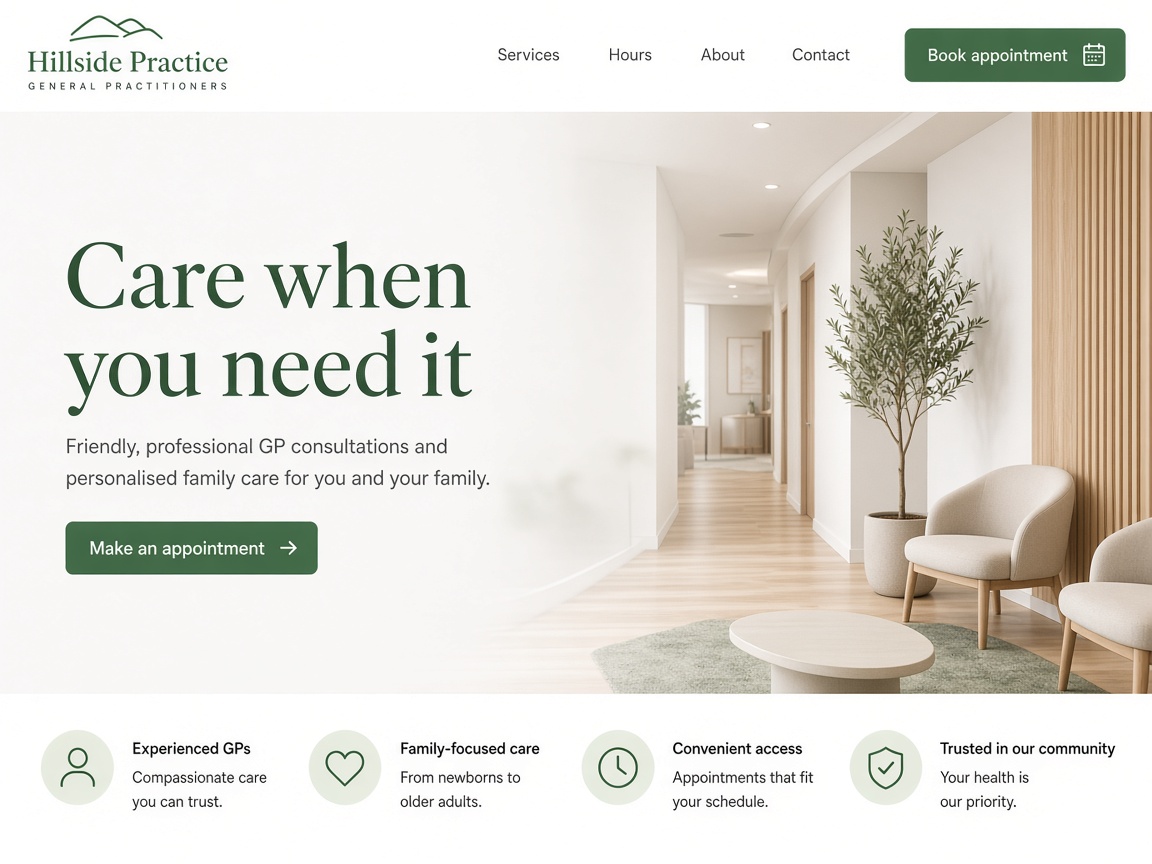 Hillside Practice
GENERAL PRACTITIONERS
Services
Hours
About
Contact
Book appointment
Care when
you need it
Friendly, professional GP consultations and
personalised family care for you and your family.
Make an appointment
Experienced GPs
Compassionate care
you can trust.
Family-focused care
From newborns to
older adults.
Convenient access
Appointments that fit
your schedule.
Trusted in our community
Your health is
our priority.